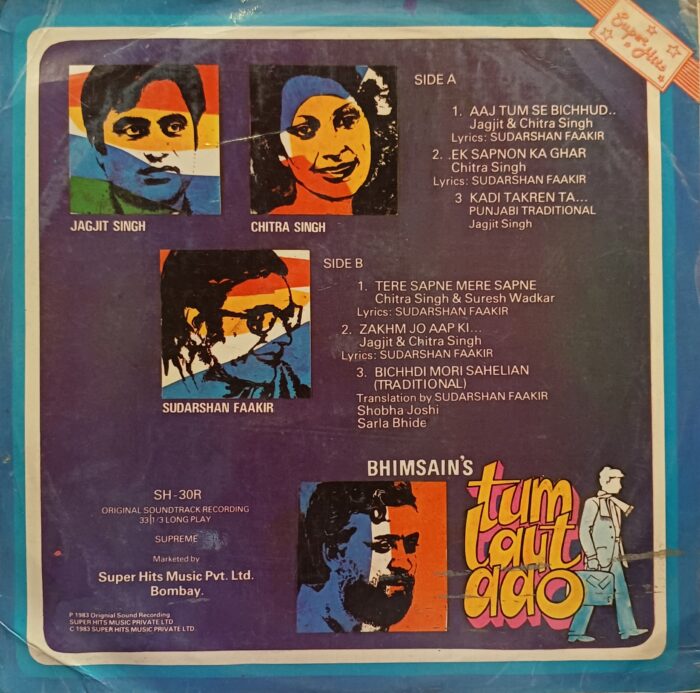 Super Hits
SIDE A
1. AAJ TUM SE BICHHUD..
Jagjit & Chitra Singh
Lyrics: SUDARSHAN FAAKIR
2. .EK SAPNON KA GHAR
Chitra Singh
Lyrics: SUDARSHAN FAAKIR
3 KADI TAKREN TA...
PUNJABI TRADITIONAL
Jagjit Singh
JAGJIT SINGH
CHITRA SINGH
SIDE B
1. TERE SAPNE MERE SAPNE
Chitra Singh & Suresh Wadkar
Lyrics: SUDARSHAN FAAKIR
2. ZAKHM JO AAP KI...
Jagjit & Chitra Singh
Lyrics: SUDARSHAN FAAKIR
3. BICHHDI MORI SAHELIAN
(TRADITIONAL)
Translation by SUDARSHAN FAAKIR
Shobha Joshi
Sarla Bhide
SUDARSHAN FAAKIR
BHIMSAIN'S
tum
laut
aao
SH-30R
ORIGINAL SOUNDTRACK RECORDING
33 1/3 LONG PLAY
SUPREME
Marketed by
Super Hits Music Pvt. Ltd.
Bombay.
P 1983 Orignial Sound Recording
SUPER HITS MUSIC PRIVATE LTD
C 1983 SUPER HITS MUSIC PRIVATE LTD